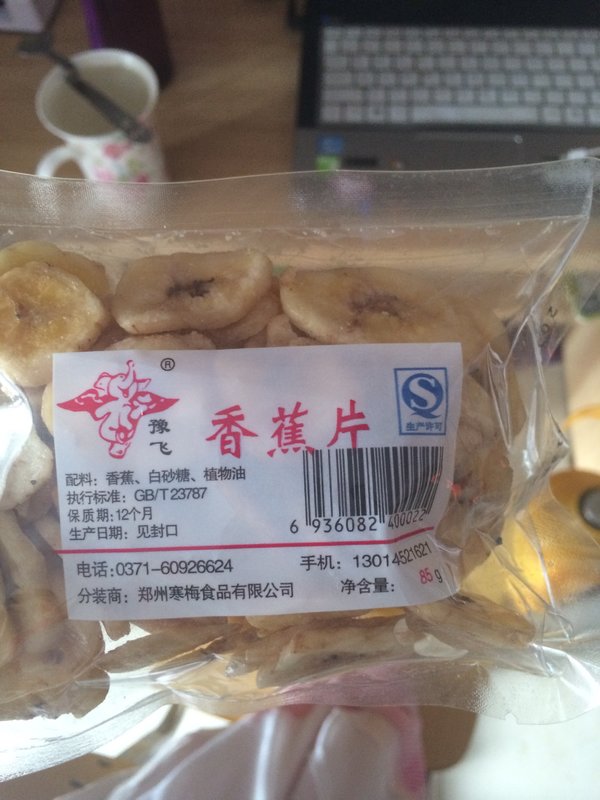 ®
豫飞
香蕉片
S
生产许可
配料：香蕉、白砂糖、植物油
执行标准：GB/T 23787
保质期：12个月
生产日期：见封口
6 936082 400022
电话：0371-60926624
手机：13014521621
分装商：郑州寒梅食品有限公司
净含量：85g